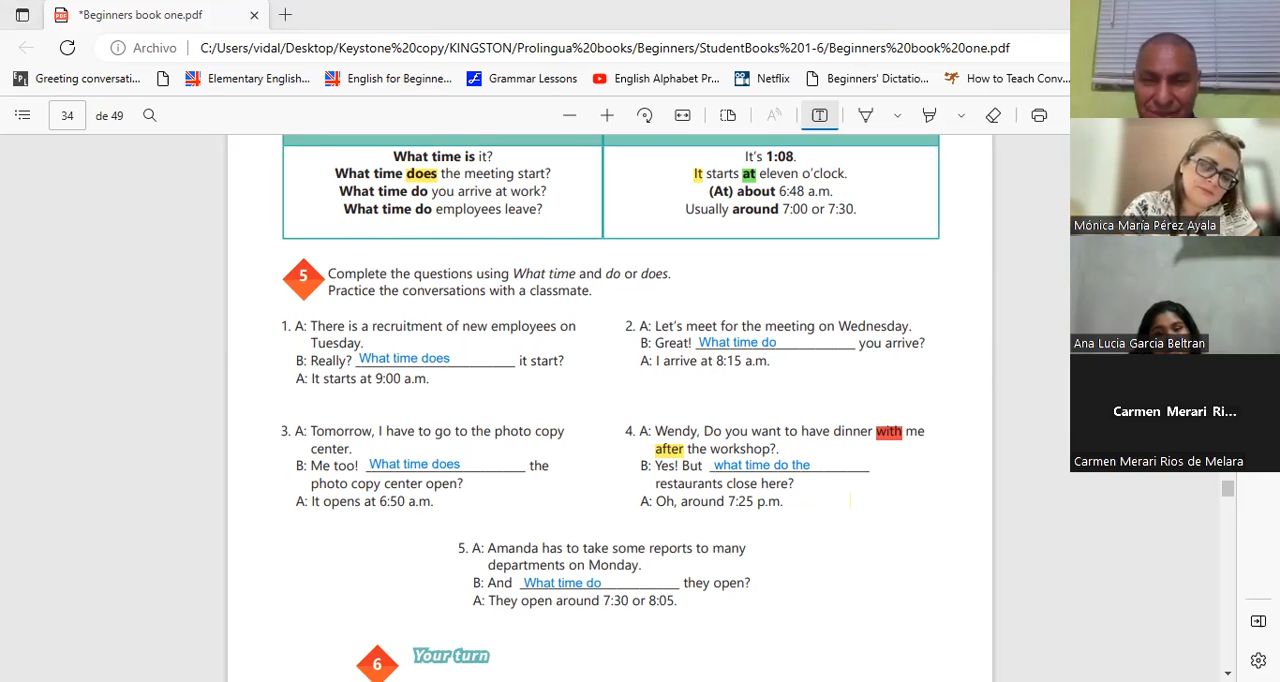 *Beginners book one.pdf
Archivo C:/Users/vidal/Desktop/Keystone%20copy/KINGSTON/Prolingua%20books/Beginners/StudentBooks%201-6/Beginners%20book%20one.pdf
Greeting conversati... Elementary English... English for Beginne... Grammar Lessons English Alphabet Pr... Netflix Beginners' Dictatio... How to Teach Conv...
34 de 49
What time is it? It's 1:08.
What time does the meeting start? It starts at eleven o'clock.
What time do you arrive at work? (At) about 6:48 a.m.
What time do employees leave? Usually around 7:00 or 7:30.
5 Complete the questions using What time and do or does.
Practice the conversations with a classmate.
1. A: There is a recruitment of new employees on
Tuesday.
B: Really? What time does it start?
A: It starts at 9:00 a.m.
2. A: Let's meet for the meeting on Wednesday.
B: Great! What time do you arrive?
A: I arrive at 8:15 a.m.
3. A: Tomorrow, I have to go to the photo copy
center.
B: Me too! What time does the
photo copy center open?
A: It opens at 6:50 a.m.
4. A: Wendy, Do you want to have dinner with me
after the workshop?.
B: Yes! But what time do the
restaurants close here?
A: Oh, around 7:25 p.m.
5. A: Amanda has to take some reports to many
departments on Monday.
B: And What time do they open?
A: They open around 7:30 or 8:05.
6 Your turn
Mónica María Pérez Ayala
Ana Lucia Garcia Beltran
Carmen Merari Ri...
Carmen Merari Rios de Melara